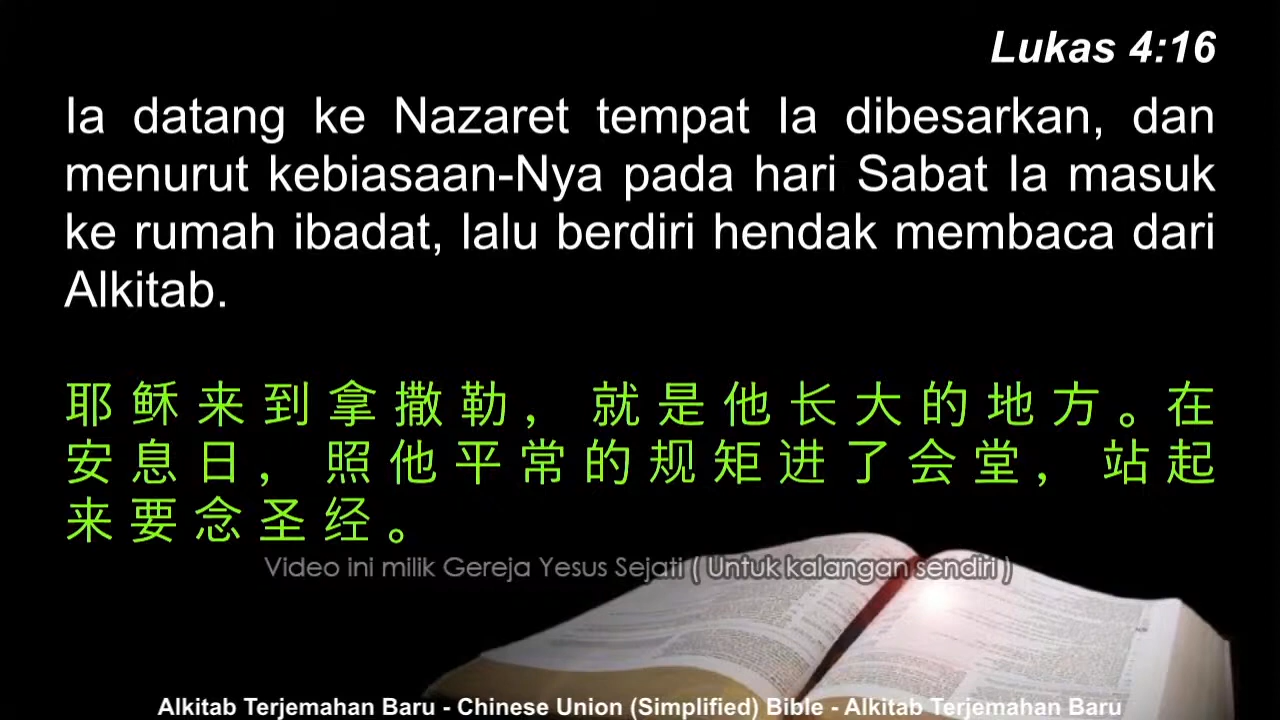 Lukas 4:16
Ia datang ke Nazaret tempat Ia dibesarkan, dan
menurut kebiasaan-Nya pada hari Sabat Ia masuk
ke rumah ibadat, lalu berdiri hendak membaca dari
Alkitab.
耶稣来到拿撒勒，就是他长大的地方。在
安息日，照他平常的规矩进了会堂，站起
来要念圣经。
Video ini milik Gereja Yesus Sejati ( Untuk kalangan sendiri )
Alkitab Terjemahan Baru - Chinese Union (Simplified) Bible - Alkitab Terjemahan Baru